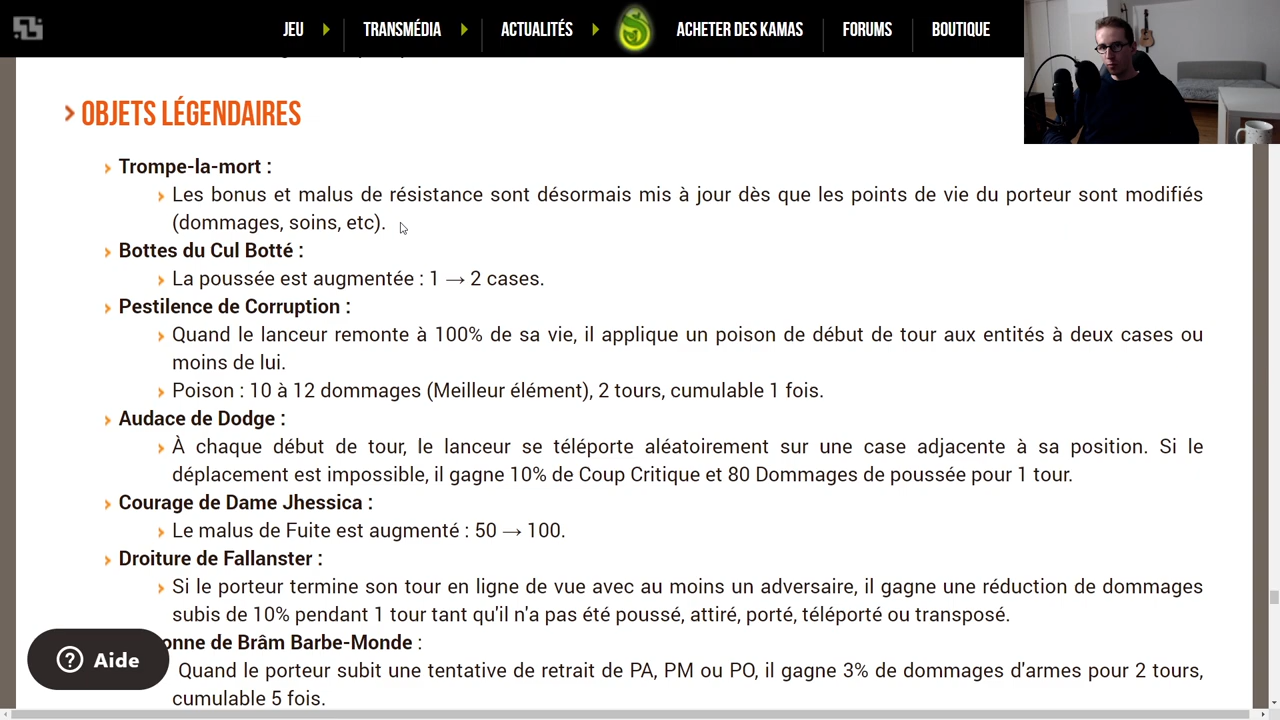 JEU
TRANSMÉDIA
ACTUALITÉS
ACHETER DES KAMAS
FORUMS
BOUTIQUE
OBJETS LÉGENDAIRES
Trompe-la-mort :
Les bonus et malus de résistance sont désormais mis à jour dès que les points de vie du porteur sont modifiés
(dommages, soins, etc).
Bottes du Cul Botté :
La poussée est augmentée : 1 → 2 cases.
Pestilence de Corruption :
Quand le lanceur remonte à 100% de sa vie, il applique un poison de début de tour aux entités à deux cases ou
moins de lui.
Poison : 10 à 12 dommages (Meilleur élément), 2 tours, cumulable 1 fois.
Audace de Dodge :
À chaque début de tour, le lanceur se téléporte aléatoirement sur une case adjacente à sa position. Si le
déplacement est impossible, il gagne 10% de Coup Critique et 80 Dommages de poussée pour 1 tour.
Courage de Dame Jhessica :
Le malus de Fuite est augmenté : 50 → 100.
Droiture de Fallanster :
Si le porteur termine son tour en ligne de vue avec au moins un adversaire, il gagne une réduction de dommages
subis de 10% pendant 1 tour tant qu'il n'a pas été poussé, attiré, porté, téléporté ou transposé.
onne de Brâm Barbe-Monde :
Quand le porteur subit une tentative de retrait de PA, PM ou PO, il gagne 3% de dommages d'armes pour 2 tours,
cumulable 5 fois.
Aide